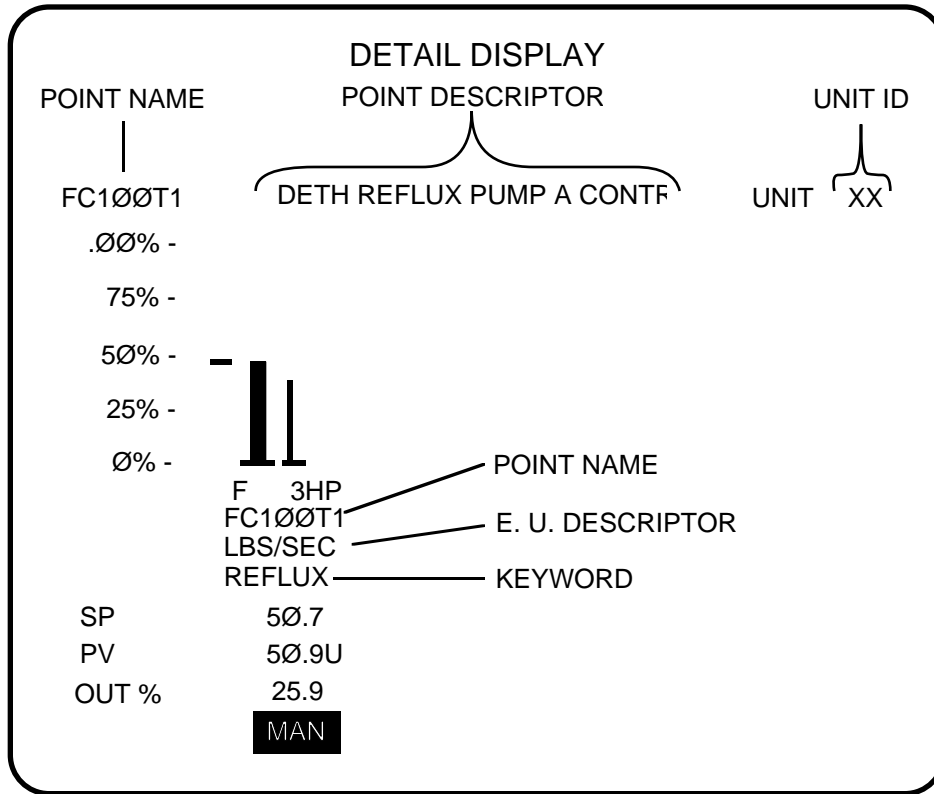 DETAIL DISPLAY
POINT NAME POINT DESCRIPTOR UNIT ID
FC1ØØT1 DETH REFLUX PUMP A CONTR UNIT XX
.ØØ% -
75% -
5Ø% -
25% -
Ø% -
POINT NAME
F 3HP
FC1ØØT1
E. U. DESCRIPTOR
LBS/SEC
REFLUX KEYWORD
SP 5Ø.7
PV 5Ø.9U
OUT % 25.9
MAN